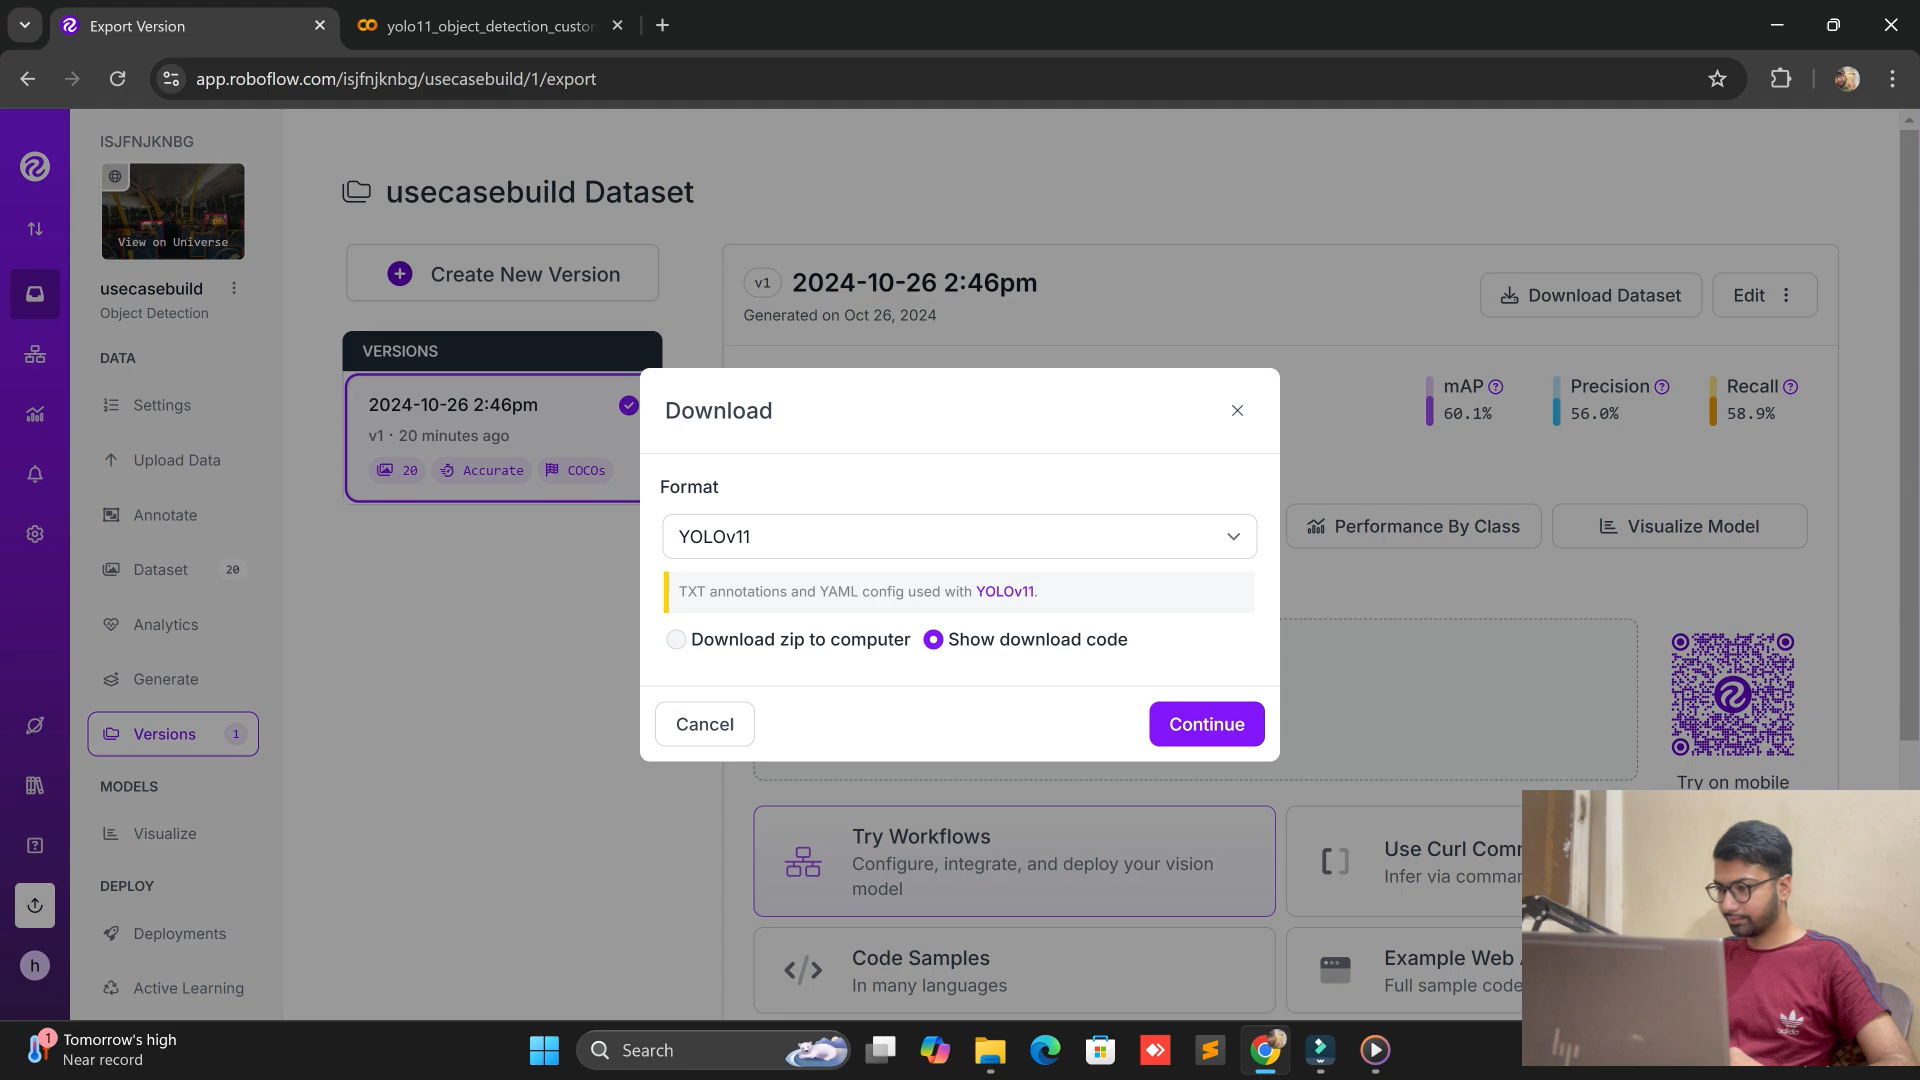 Export Version
yolo11_object_detection_custo
app.roboflow.com/isjfnjknbg/usecasebuild/1/export
ISJFNJKNBG
View on Universe
usecasebuild
Object Detection
DATA
Settings
Upload Data
Annotate
Dataset 20
Analytics
Generate
Versions 1
MODELS
Visualize
DEPLOY
Deployments
Active Learning
h
usecasebuild Dataset
Create New Version
VERSIONS
2024-10-26 2:46pm
v1 · 20 minutes ago
20 Accurate COCOs
v1 2024-10-26 2:46pm
Generated on Oct 26, 2024
Download Dataset
Edit
mAP
60.1%
Precision
56.0%
Recall
58.9%
Performance By Class
Visualize Model
Download
Format
YOLOv11
TXT annotations and YAML config used with YOLOv11.
Download zip to computer
Show download code
Cancel
Continue
Try on mobile
Try Workflows
Configure, integrate, and deploy your vision
model
Use Curl Com
Infer via comma
Code Samples
In many languages
Example Web
Full sample code
adidas
1
Tomorrow's high
Near record
Search